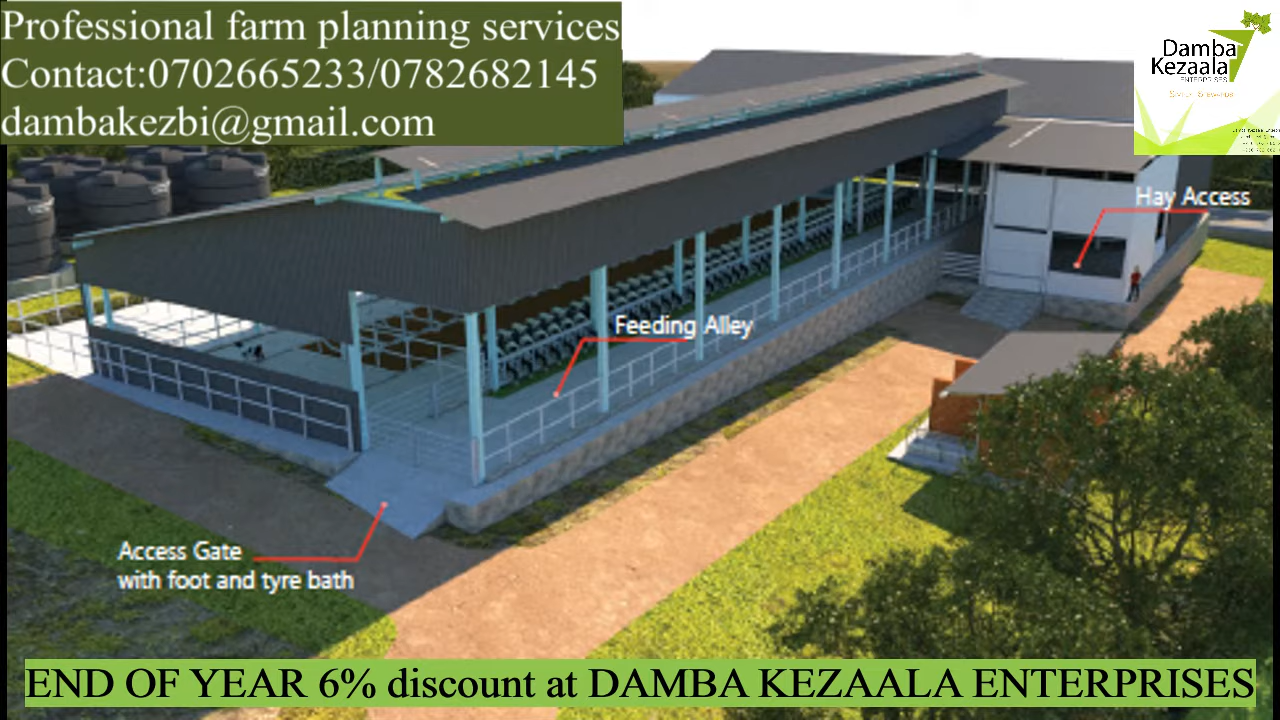 Professional farm planning services
Contact:0702665233/0782682145
dambakezbi@gmail.com
Damba
Kezaala
ENTERPRISES
Hay Access
Feeding Alley
Access Gate
with foot and tyre bath
END OF YEAR 6% discount at DAMBA KEZAALA ENTERPRISES